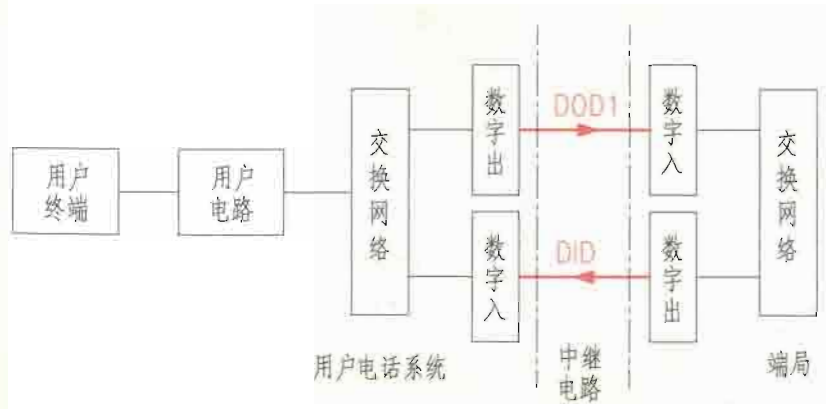 用户
终端
用户
电路
交换网络
数字出
DOD1
数字入
交换网络
数字入
DID
数字出
用户电话系统
中继
电路
端局